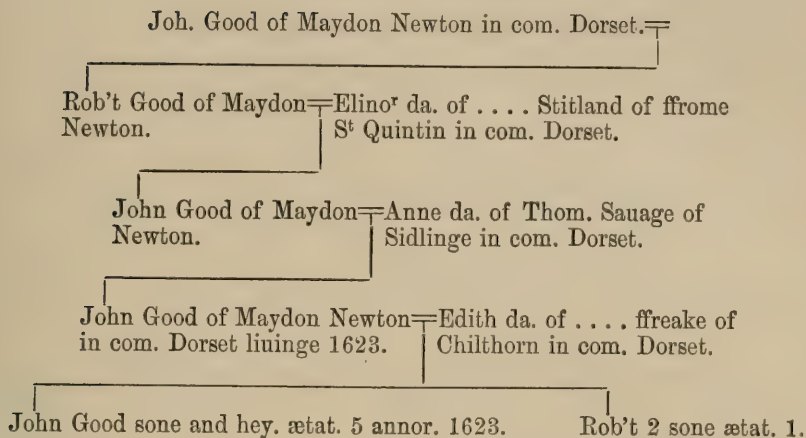 Joh. Good of Maydon Newton in com. Dorset.
Rob't Good of Maydon Elinoʳ da. of . . . . Stitland of ffrome
Newton. Sᵗ Quintin in com. Dorset.
John Good of Maydon Anne da. of Thom. Sauage of
Newton. Sidlinge in com. Dorset.
John Good of Maydon Newton Edith da. of . . . . ffreake of
in com. Dorset liuinge 1623. Chilthorn in com. Dorset.
John Good sone and hey. ætat. 5 annor. 1623. Rob't 2 sone ætat. 1.